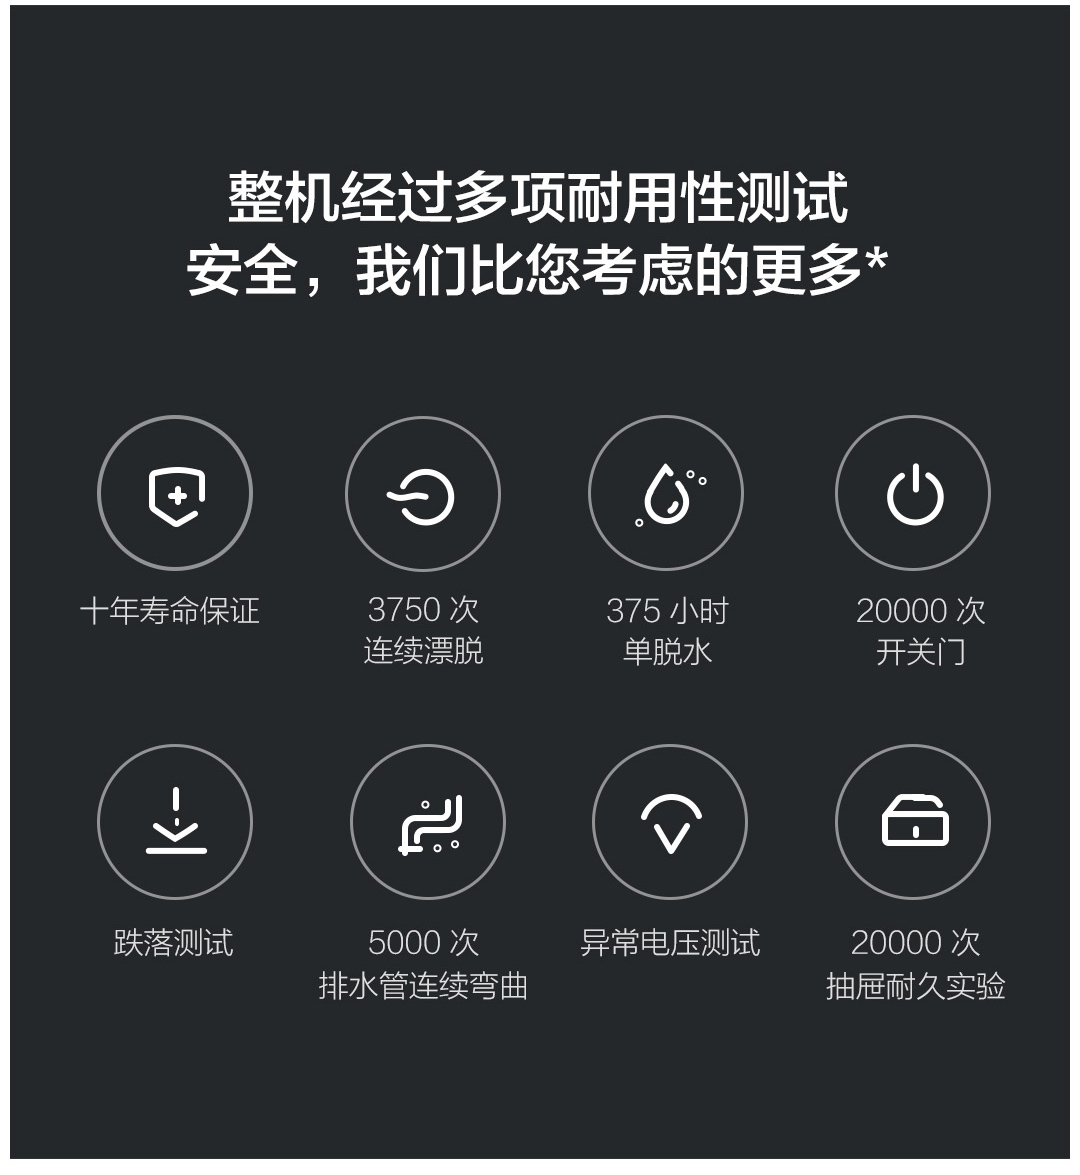 整机经过多项耐用性测试
安全，我们比您考虑的更多*
十年寿命保证
3750 次
连续漂脱
375 小时
单脱水
20000 次
开关门
跌落测试
5000 次
排水管连续弯曲
异常电压测试
20000 次
抽屉耐久实验